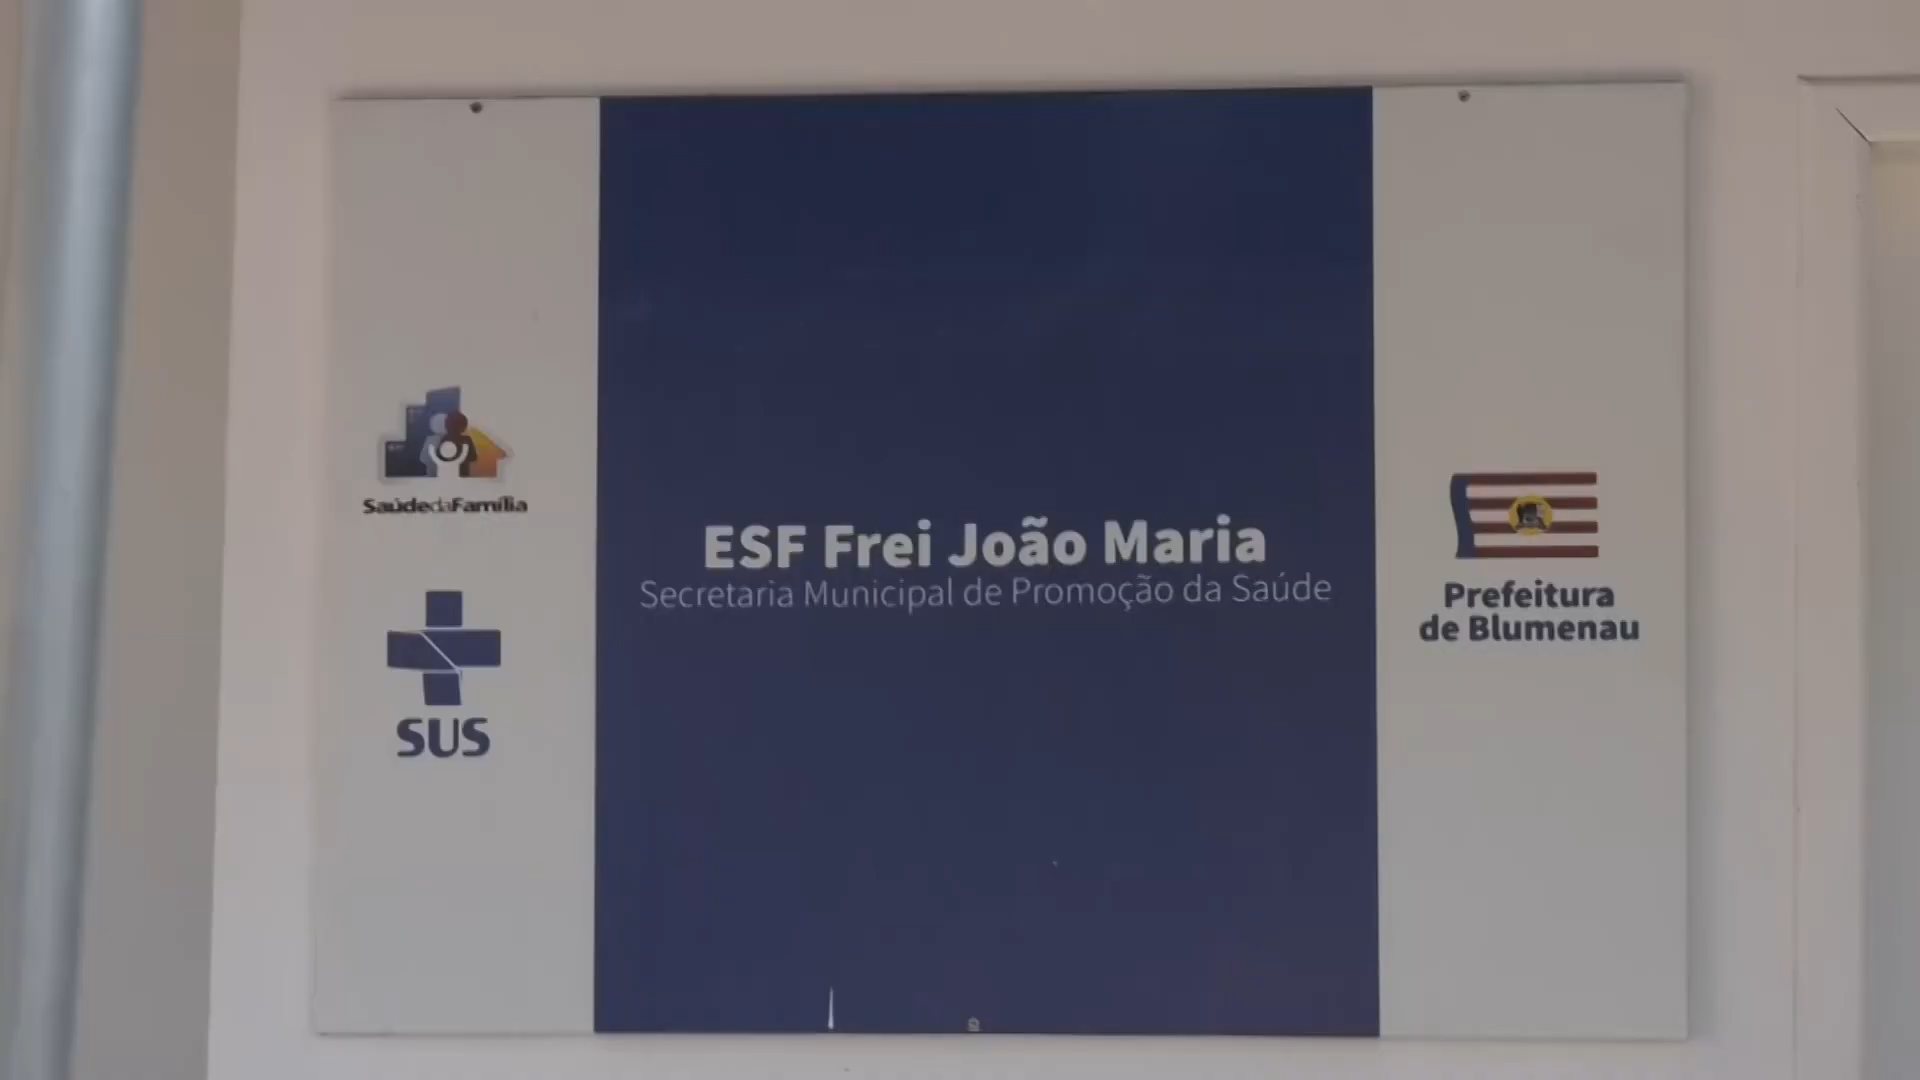 SaúdedaFamília
SUS
ESF Frei João Maria
Secretaria Municipal de Promoção da Saúde
Prefeitura
de Blumenau